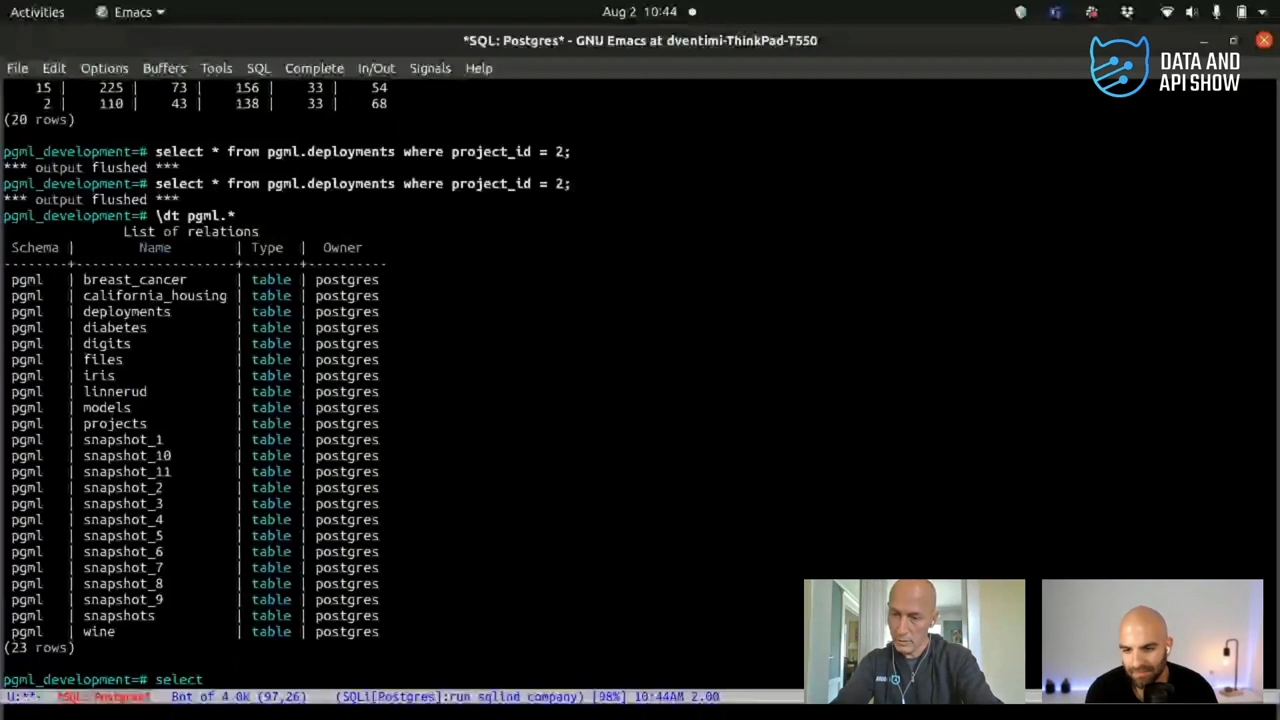 Activities
Emacs
Aug 2 10:44
*SQL: Postgres* - GNU Emacs at dventimi-ThinkPad-T550
DATA AND
API SHOW
File Edit Options Buffers Tools SQL Complete In/Out Signals Help
15 | 225 | 73 | 156 | 33 | 54
2 | 110 | 43 | 138 | 33 | 68
(20 rows)
pgml_development=# select * from pgml.deployments where project_id = 2;
*** output flushed ***
pgml_development=# select * from pgml.deployments where project_id = 2;
*** output flushed ***
pgml_development=# \dt pgml.*
List of relations
Schema | Name | Type | Owner
--------+--------------------+-------+----------
pgml | breast_cancer | table | postgres
pgml | california_housing | table | postgres
pgml | deployments | table | postgres
pgml | diabetes | table | postgres
pgml | digits | table | postgres
pgml | files | table | postgres
pgml | iris | table | postgres
pgml | linnerud | table | postgres
pgml | models | table | postgres
pgml | projects | table | postgres
pgml | snapshot_1 | table | postgres
pgml | snapshot_10 | table | postgres
pgml | snapshot_11 | table | postgres
pgml | snapshot_2 | table | postgres
pgml | snapshot_3 | table | postgres
pgml | snapshot_4 | table | postgres
pgml | snapshot_5 | table | postgres
pgml | snapshot_6 | table | postgres
pgml | snapshot_7 | table | postgres
pgml | snapshot_8 | table | postgres
pgml | snapshot_9 | table | postgres
pgml | snapshots | table | postgres
pgml | wine | table | postgres
(23 rows)
pgml_development=# select
U:**- *SQL: Postgres* Bot of 4.0K (97,26) (SQLi[Postgres]:run sqlind company) [98%] 10:44AM 2.00